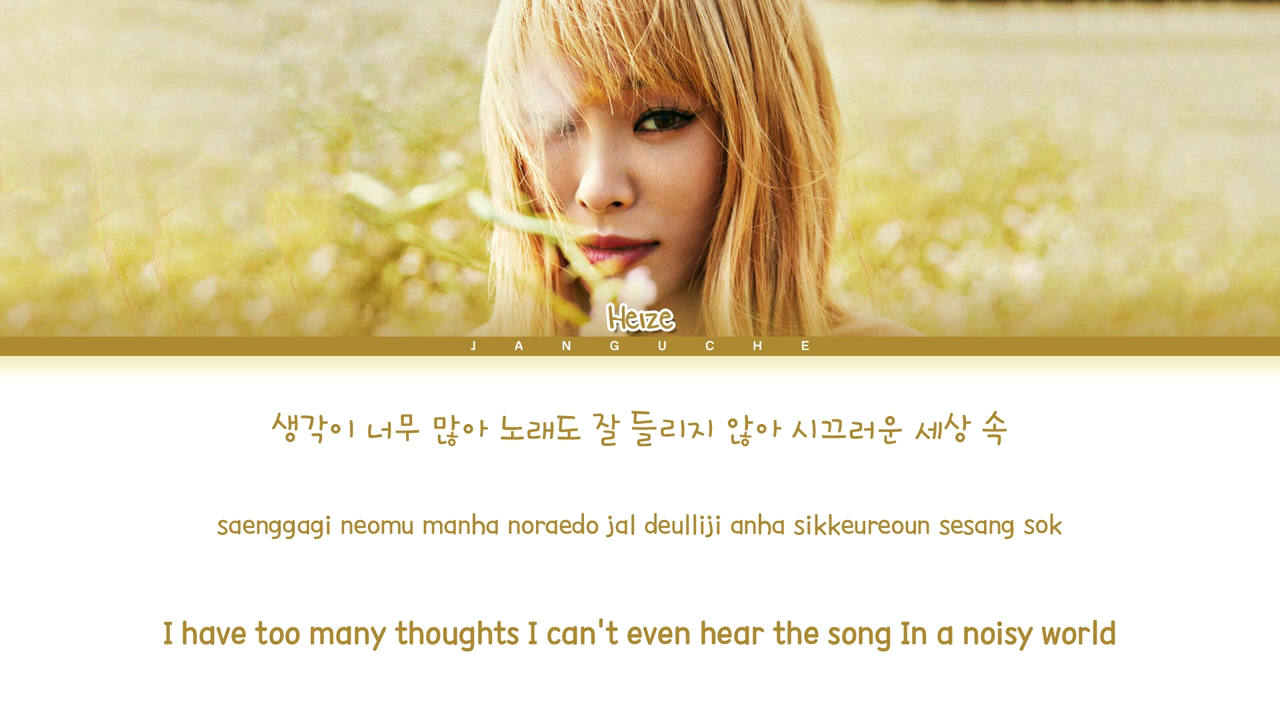 Heize
JANGUCHE
생각이 너무 많아 노래도 잘 들리지 않아 시끄러운 세상 속
saenggagi neomu manha noraedo jal deulliji anha sikkeureoun sesang sok
I have too many thoughts I can't even hear the song In a noisy world